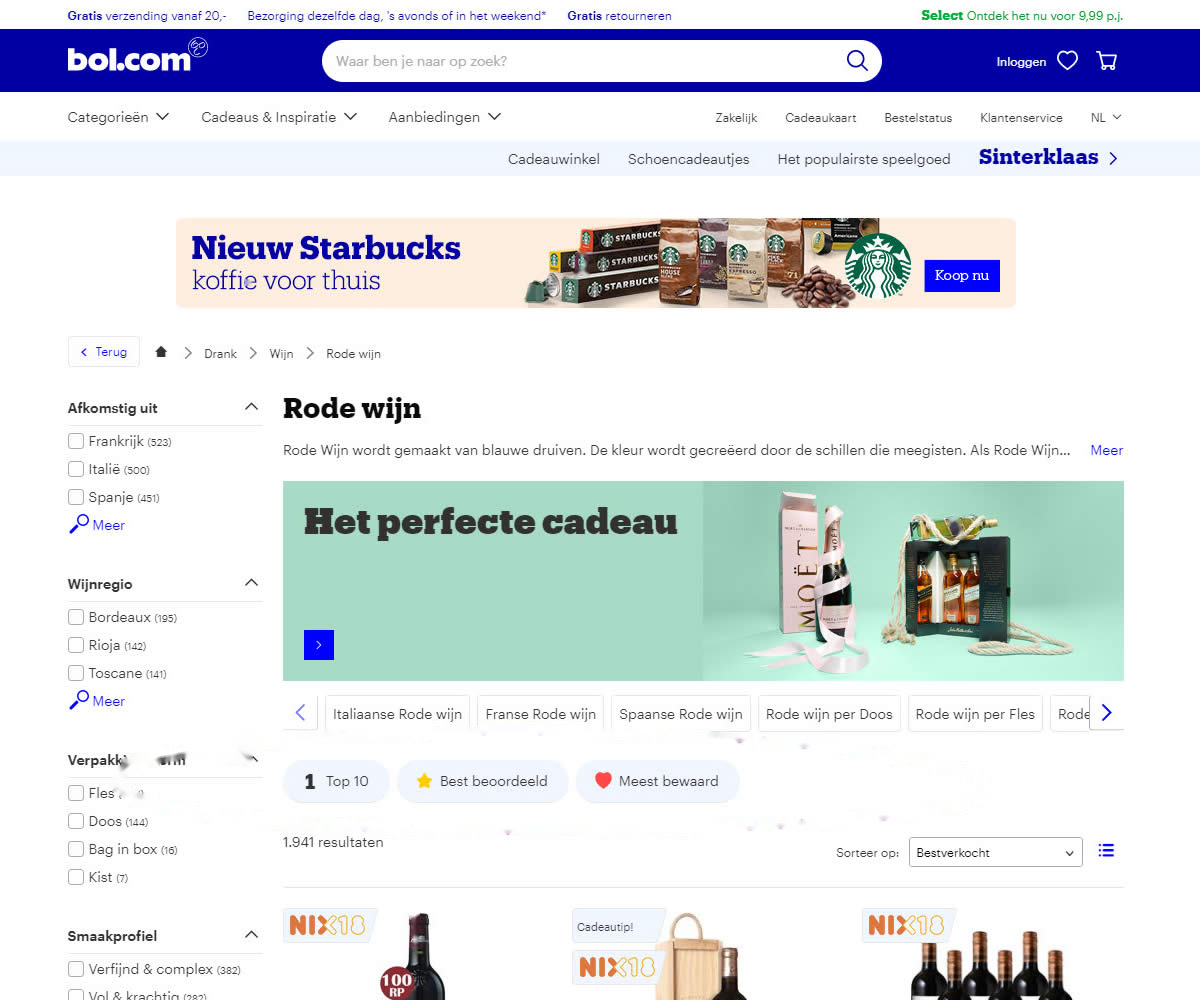 Gratis verzending vanaf 20,-
Bezorging dezelfde dag, 's avonds of in het weekend*
Gratis retourneren
Select Ontdek het nu voor 9,99 p.j.
bol.com
Waar ben je naar op zoek?
Inloggen
Categorieën
Cadeaus & Inspiratie
Aanbiedingen
Zakelijk
Cadeaukaart
Bestelstatus
Klantenservice
NL
Cadeauwinkel
Schoencadeautjes
Het populairste speelgoed
Sinterklaas
Nieuw Starbucks
koffie voor thuis
STARBUCKS
STARBUCKS
STARBUCKS
HOUSE
ESPRESSO
Americano
Koop nu
Terug
Drank
Wijn
Rode wijn
Afkomstig uit
Frankrijk (523)
Italië (500)
Spanje (451)
Meer
Wijnregio
Bordeaux (195)
Rioja (142)
Toscane (141)
Meer
Fles
Doos (144)
Bag in box (16)
Kist (7)
Smaakprofiel
Verfijnd & complex (382)
Vol & krachtig (282)
Rode wijn
Rode Wijn wordt gemaakt van blauwe druiven. De kleur wordt gecreëerd door de schillen die meegisten. Als Rode Wijn...
Meer
Het perfecte cadeau
MOËT
Italiaanse Rode wijn
Franse Rode wijn
Spaanse Rode wijn
Rode wijn per Doos
Rode wijn per Fles
Rode
1 Top 10
Best beoordeeld
Meest bewaard
1.941 resultaten
Sorteer op:
Bestverkocht
NIX18
100
RP
Cadeautip!
NIX18
NIX18